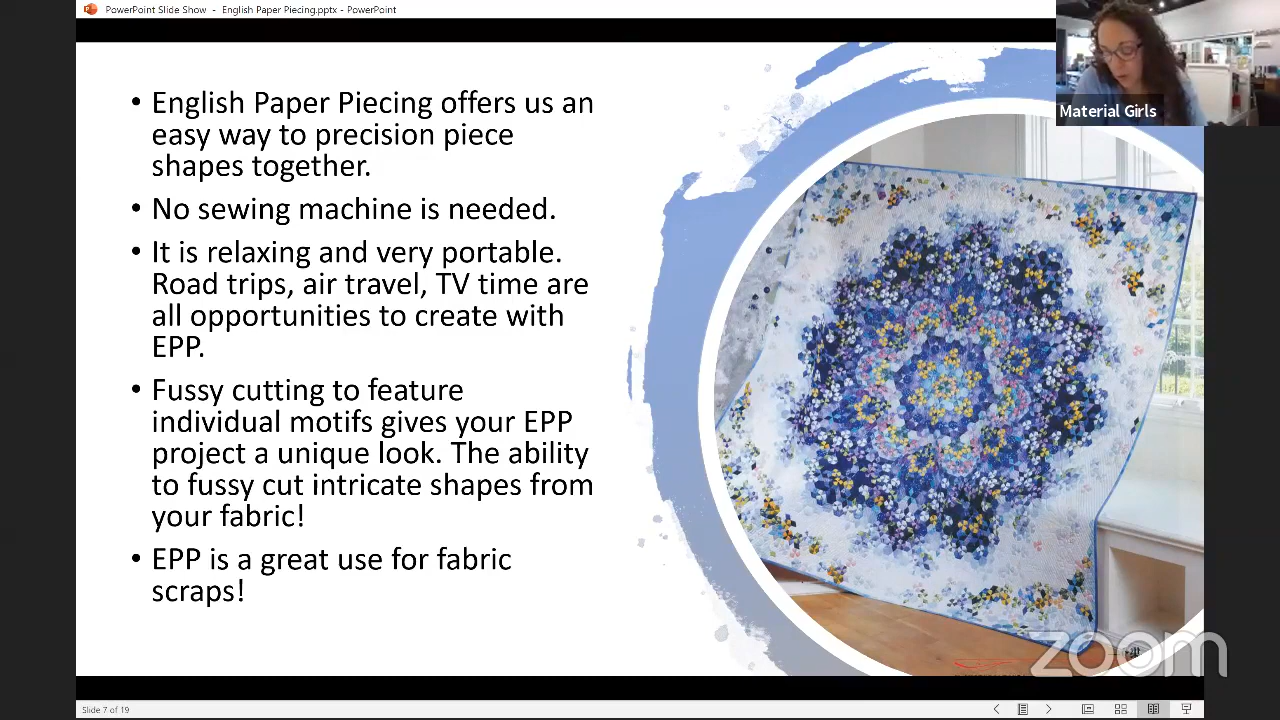 PowerPoint Slide Show - English Paper Piecing.pptx - PowerPoint
Material Girls
• English Paper Piecing offers us an
easy way to precision piece
shapes together.
• No sewing machine is needed.
• It is relaxing and very portable.
Road trips, air travel, TV time are
all opportunities to create with
EPP.
• Fussy cutting to feature
individual motifs gives your EPP
project a unique look. The ability
to fussy cut intricate shapes from
your fabric!
• EPP is a great use for fabric
scraps!
zoom
Slide 7 of 19